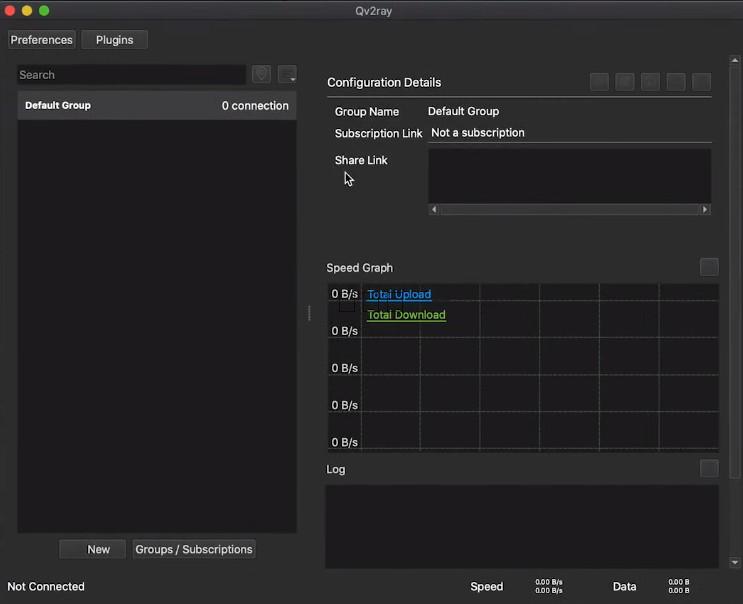 Qv2ray
Preferences
Plugins
Search
Default Group 0 connection
Configuration Details
Group Name Default Group
Subscription Link Not a subscription
Share Link
Speed Graph
0 B/s Total Upload
Total Download
0 B/s
0 B/s
0 B/s
0 B/s
Log
New
Groups / Subscriptions
Not Connected
Speed
0.00 B/s
0.00 B/s
Data
0.00 B
0.00 B